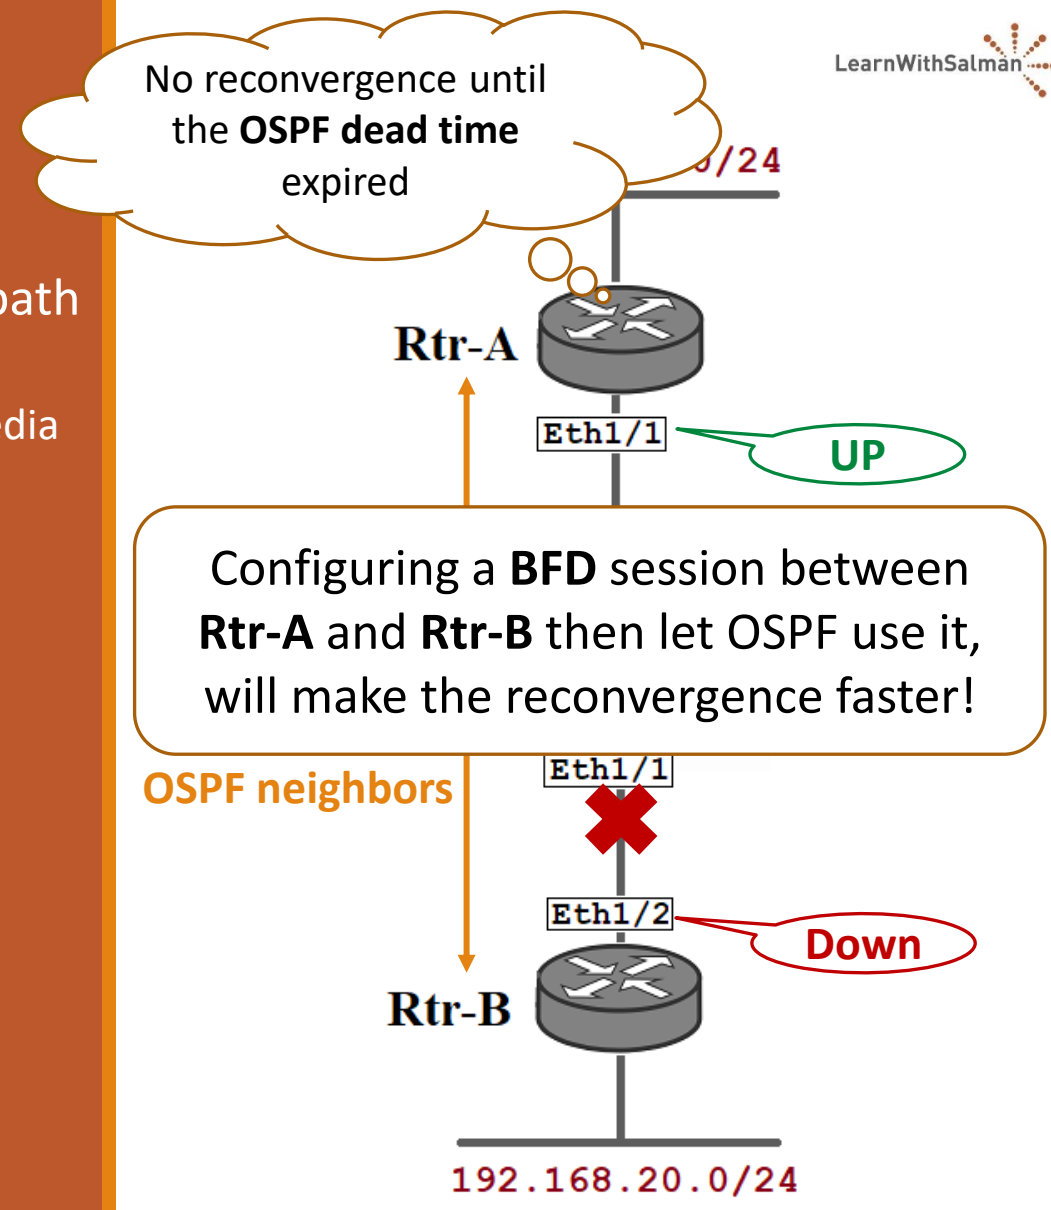 No reconvergence until
the OSPF dead time
expired
LearnWithSalman
0/24
path
Rtr-A
edia
Eth1/1
UP
Configuring a BFD session between
Rtr-A and Rtr-B then let OSPF use it,
will make the reconvergence faster!
Eth1/1
OSPF neighbors
Eth1/2
Down
Rtr-B
192.168.20.0/24